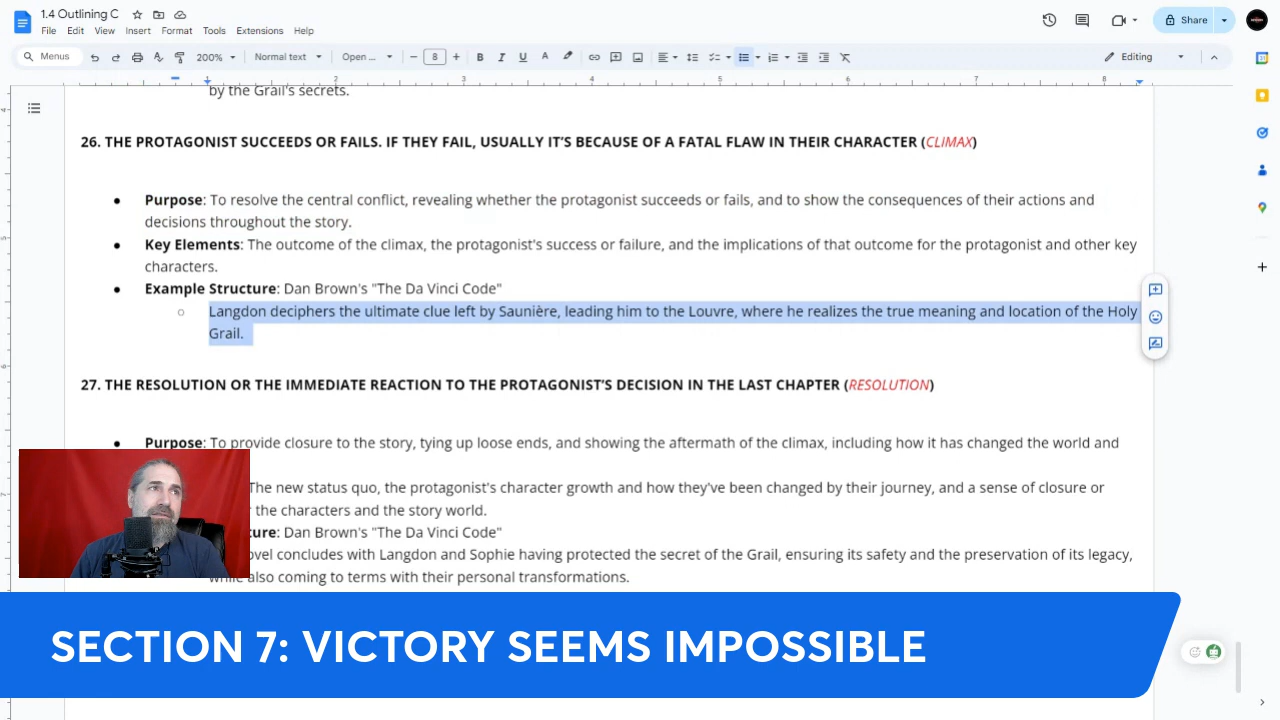 1.4 Outlining C
File Edit View Insert Format Tools Extensions Help
Share
Menus
200%
Normal text
Open ...
8
Editing
1 2 3 4 5 6 7 8
by the Grail's secrets.
26. THE PROTAGONIST SUCCEEDS OR FAILS. IF THEY FAIL, USUALLY IT'S BECAUSE OF A FATAL FLAW IN THEIR CHARACTER (CLIMAX)
● Purpose: To resolve the central conflict, revealing whether the protagonist succeeds or fails, and to show the consequences of their actions and
decisions throughout the story.
● Key Elements: The outcome of the climax, the protagonist's success or failure, and the implications of that outcome for the protagonist and other key
characters.
● Example Structure: Dan Brown's "The Da Vinci Code"
○ Langdon deciphers the ultimate clue left by Saunière, leading him to the Louvre, where he realizes the true meaning and location of the Holy
Grail.
27. THE RESOLUTION OR THE IMMEDIATE REACTION TO THE PROTAGONIST'S DECISION IN THE LAST CHAPTER (RESOLUTION)
● Purpose: To provide closure to the story, tying up loose ends, and showing the aftermath of the climax, including how it has changed the world and
The new status quo, the protagonist's character growth and how they've been changed by their journey, and a sense of closure or
the characters and the story world.
ture: Dan Brown's "The Da Vinci Code"
ovel concludes with Langdon and Sophie having protected the secret of the Grail, ensuring its safety and the preservation of its legacy,
while also coming to terms with their personal transformations.
SECTION 7: VICTORY SEEMS IMPOSSIBLE